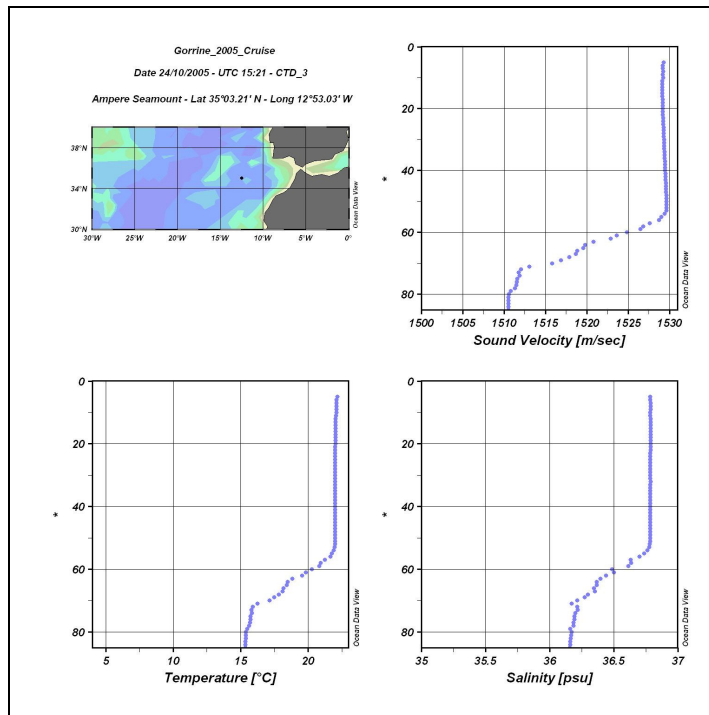 Gorrine_2005_Cruise
Date 24/10/2005 - UTC 15:21 - CTD_3
Ampere Seamount - Lat 35°03.21' N - Long 12°53.03' W
38°N
34°N
30°N
30°W 25°W 20°W 15°W 10°W 5°W 0°
Ocean Data View
0
20
*
40
60
80
1500 1505 1510 1515 1520 1525 1530
Sound Velocity [m/sec]
Ocean Data View
0
20
*
40
60
80
5 10 15 20
Temperature [°C]
Ocean Data View
0
20
*
40
60
80
35 35.5 36 36.5 37
Salinity [psu]
Ocean Data View